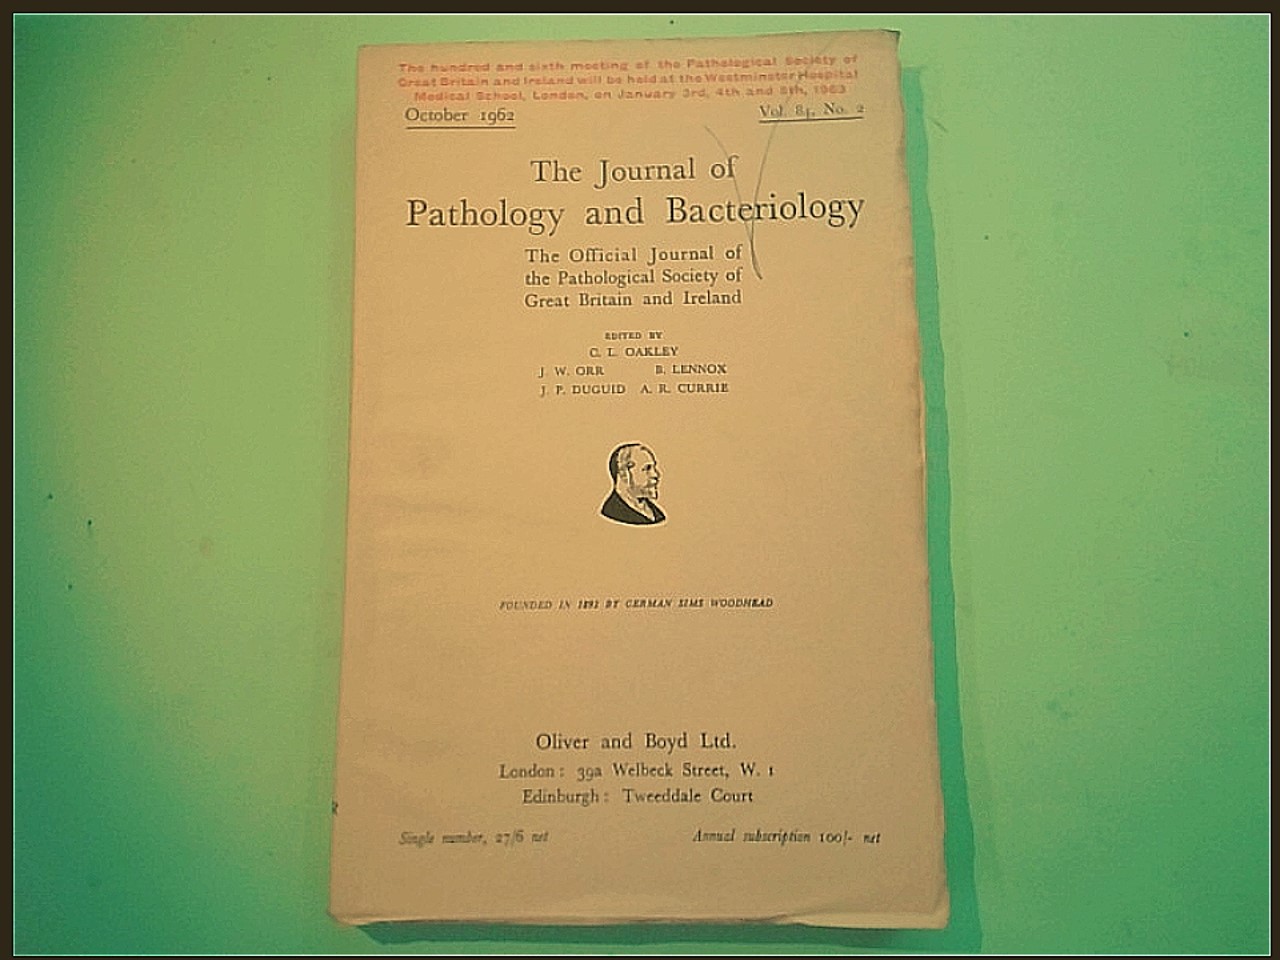 The hundred and sixth meeting of the Pathological Society of
Great Britain and Ireland will be held at the Westminster Hospital
Medical School, London, on January 3rd, 4th and 5th, 1963
October 1962
Vol. 84, No. 2
The Journal of
Pathology and Bacteriology
The Official Journal of
the Pathological Society of
Great Britain and Ireland
EDITED BY
C. L. OAKLEY
J. W. ORR B. LENNOX
J. P. DUGUID A. R. CURRIE
FOUNDED IN 1892 BY GERMAN SIMS WOODHEAD
Oliver and Boyd Ltd.
London: 39a Welbeck Street, W. 1
Edinburgh: Tweeddale Court
Single number, 27/6 net
Annual subscription 100/- net